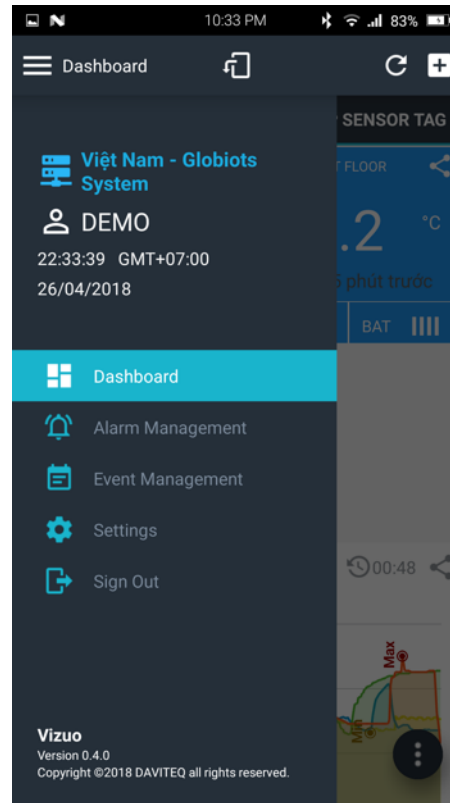 10:33 PM
83%
Dashboard
SENSOR TAG
Việt Nam - Globiots
System
T FLOOR
DEMO
.2 °C
22:33:39 GMT+07:00
phút trước
26/04/2018
BAT
Dashboard
Alarm Management
Event Management
Settings
00:48
Sign Out
Max
Min
Vizuo
Version 0.4.0
Copyright ©2018 DAVITEQ all rights reserved.